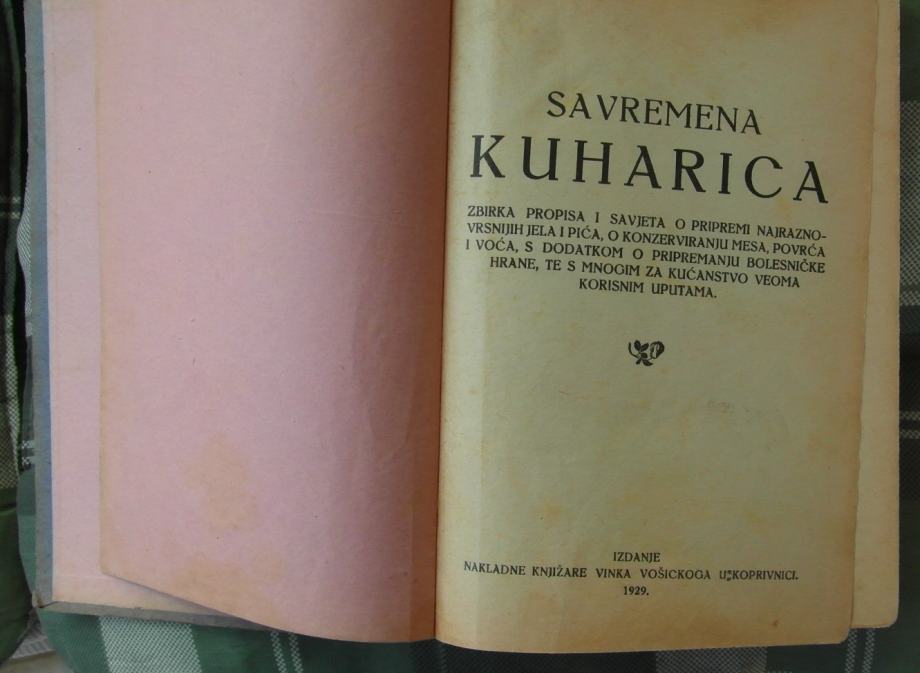 SAVREMENA
KUHARICA
ZBIRKA PROPISA I SAVJETA O PRIPREMI NAJRAZNO-
VRSNIJIH JELA I PIĆA, O KONZERVIRANJU MESA, POVRĆA
I VOĆA, S DODATKOM O PRIPREMANJU BOLESNIČKE
HRANE, TE S MNOGIM ZA KUĆANSTVO VEOMA
KORISNIM UPUTAMA.
IZDANJE
NAKLADNE KNJIŽARE VINKA VOŠICKOGA U KOPRIVNICI.
1929.